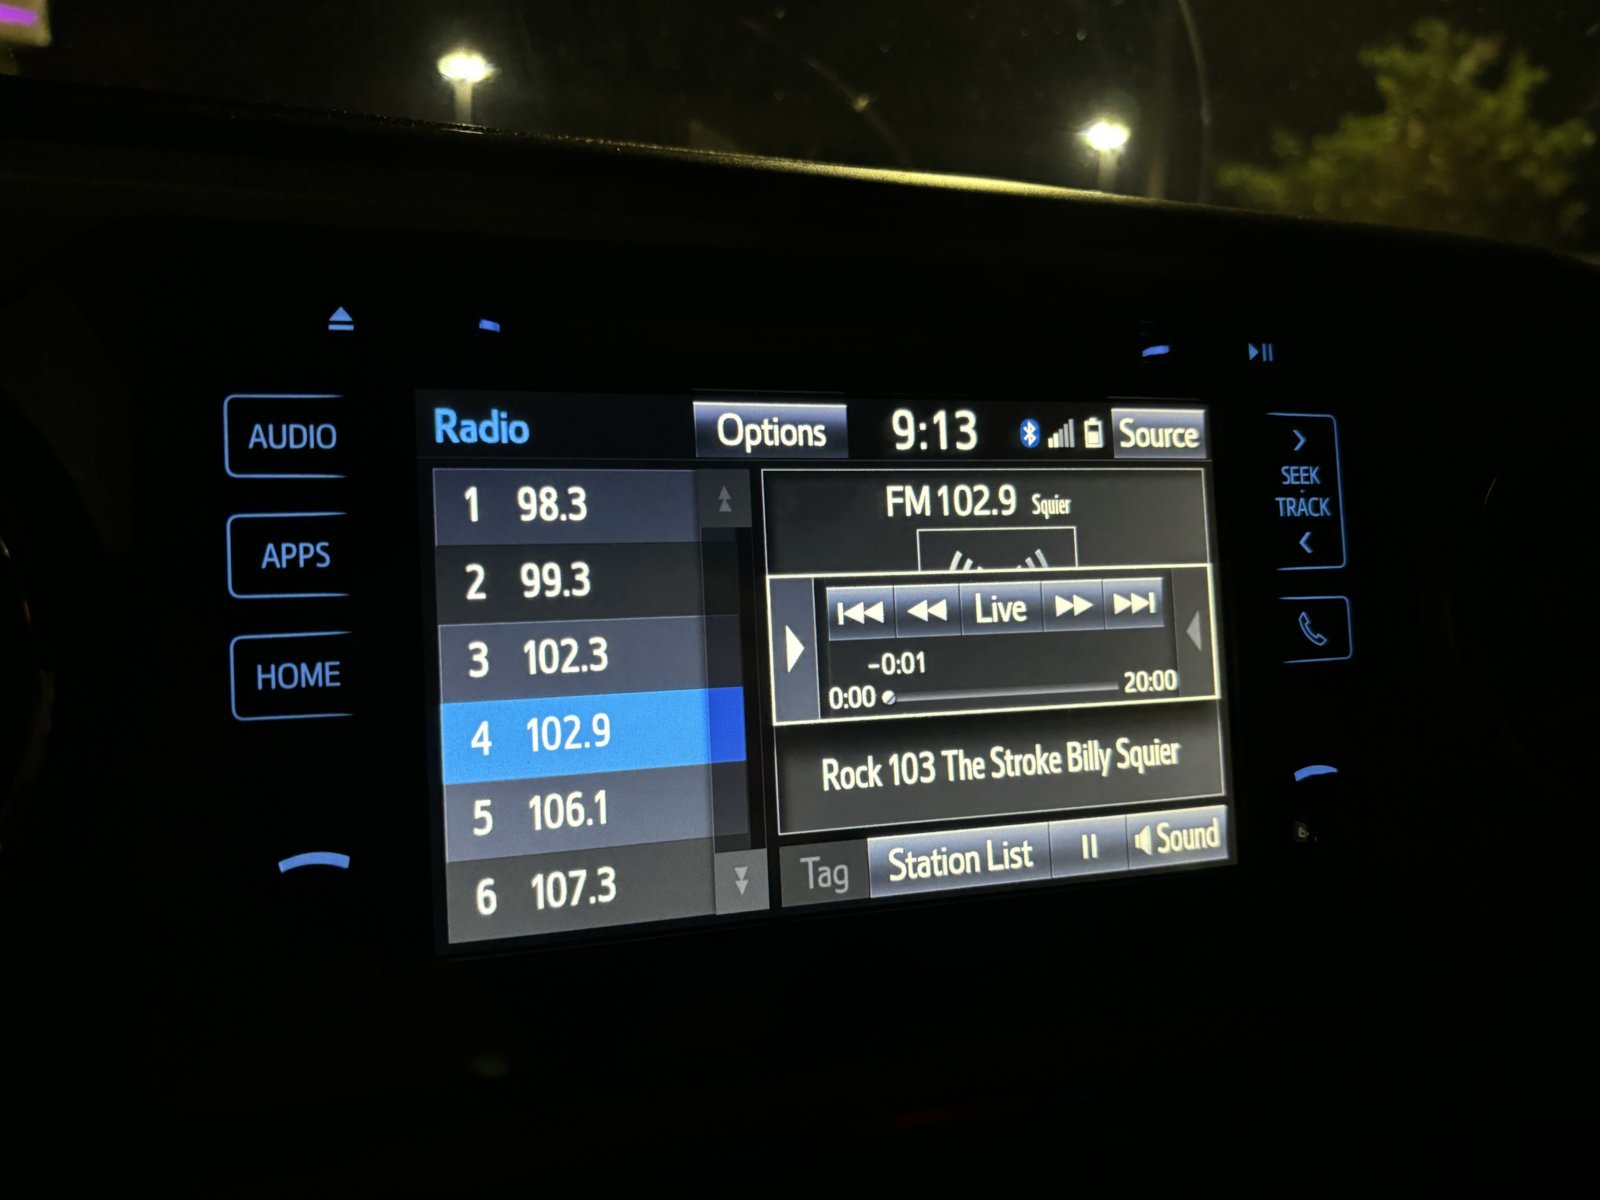 AUDIO
APPS
HOME
Radio
Options
9:13
Source
1 98.3
2 99.3
3 102.3
4 102.9
5 106.1
6 107.3
FM 102.9 Squier
Live
-0:01
0:00
20:00
Rock 103 The Stroke Billy Squier
Tag
Station List
Sound
SEEK
TRACK